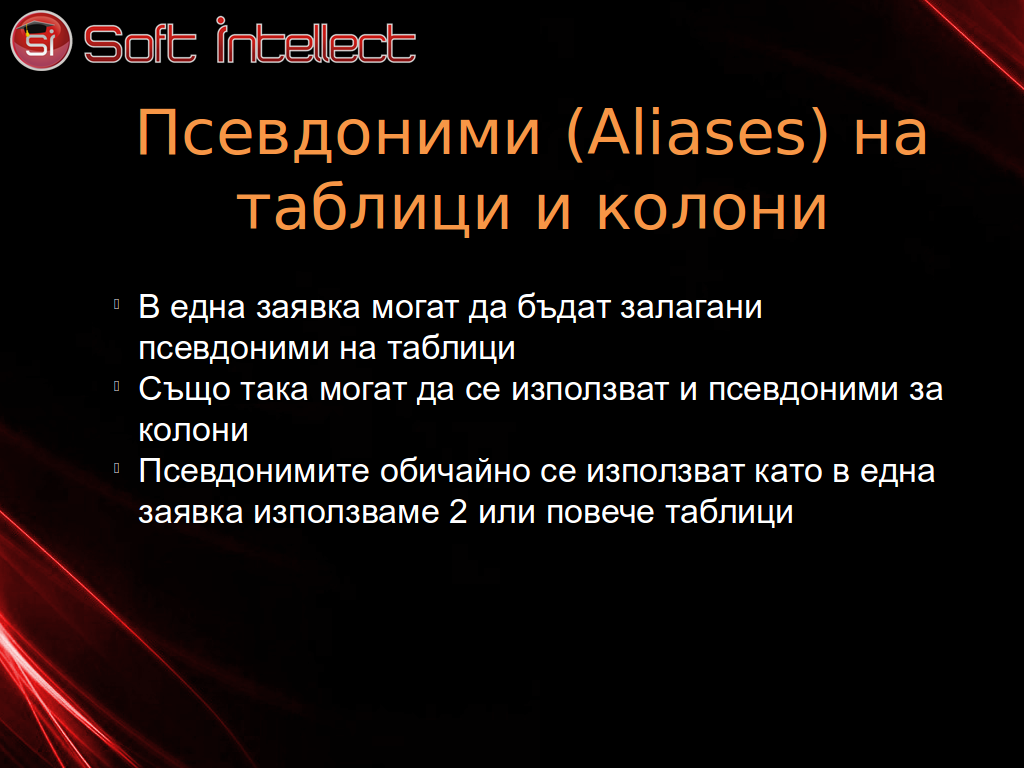 Si Soft intellect
Псевдоними (Aliases) на
таблици и колони
В една заявка могат да бъдат залагани
псевдоними на таблици
Също така могат да се използват и псевдоними за
колони
Псевдонимите обичайно се използват като в една
заявка използваме 2 или повече таблици